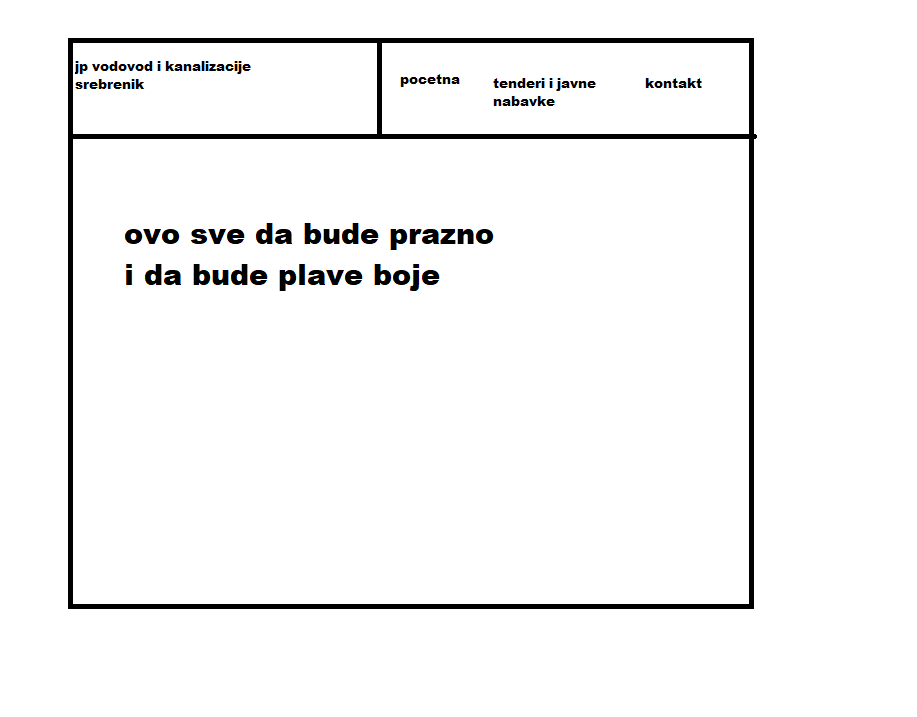 jp vodovod i kanalizacije
srebrenik
pocetna
tenderi i javne
nabavke
kontakt
ovo sve da bude prazno
i da bude plave boje